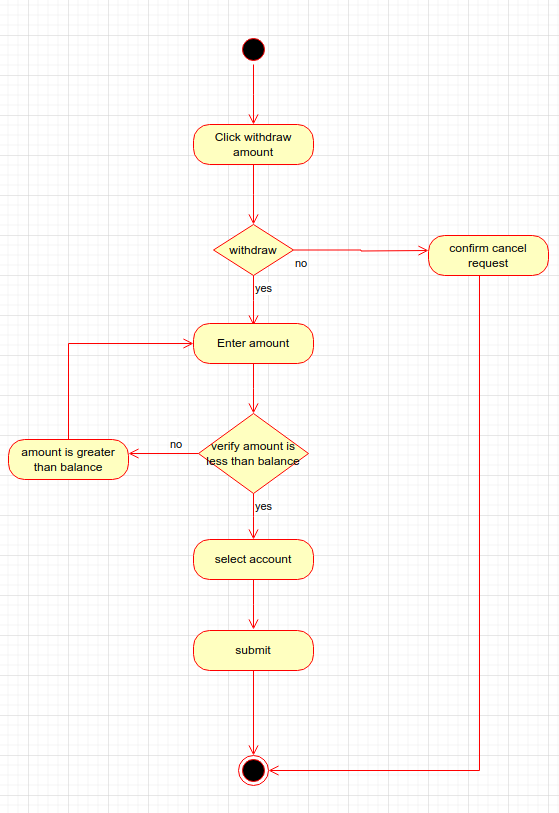 Click withdraw
amount
withdraw
no
confirm cancel
request
yes
Enter amount
verify amount is
less than balance
no
amount is greater
than balance
yes
select account
submit